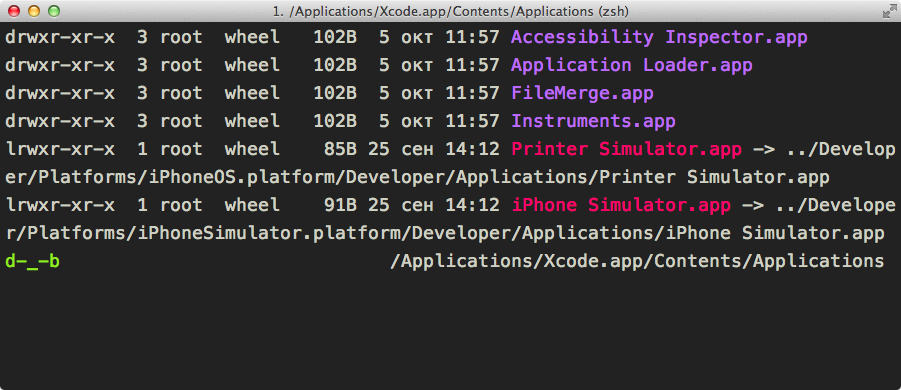 1. /Applications/Xcode.app/Contents/Applications (zsh)
drwxr-xr-x  3 root  wheel   102B  5 окт 11:57 Accessibility Inspector.app
drwxr-xr-x  3 root  wheel   102B  5 окт 11:57 Application Loader.app
drwxr-xr-x  3 root  wheel   102B  5 окт 11:57 FileMerge.app
drwxr-xr-x  3 root  wheel   102B  5 окт 11:57 Instruments.app
lrwxr-xr-x  1 root  wheel    85B 25 сен 14:12 Printer Simulator.app -> ../Develop
er/Platforms/iPhoneOS.platform/Developer/Applications/Printer Simulator.app
lrwxr-xr-x  1 root  wheel    91B 25 сен 14:12 iPhone Simulator.app -> ../Develope
r/Platforms/iPhoneSimulator.platform/Developer/Applications/iPhone Simulator.app
d-_-b                              /Applications/Xcode.app/Contents/Applications